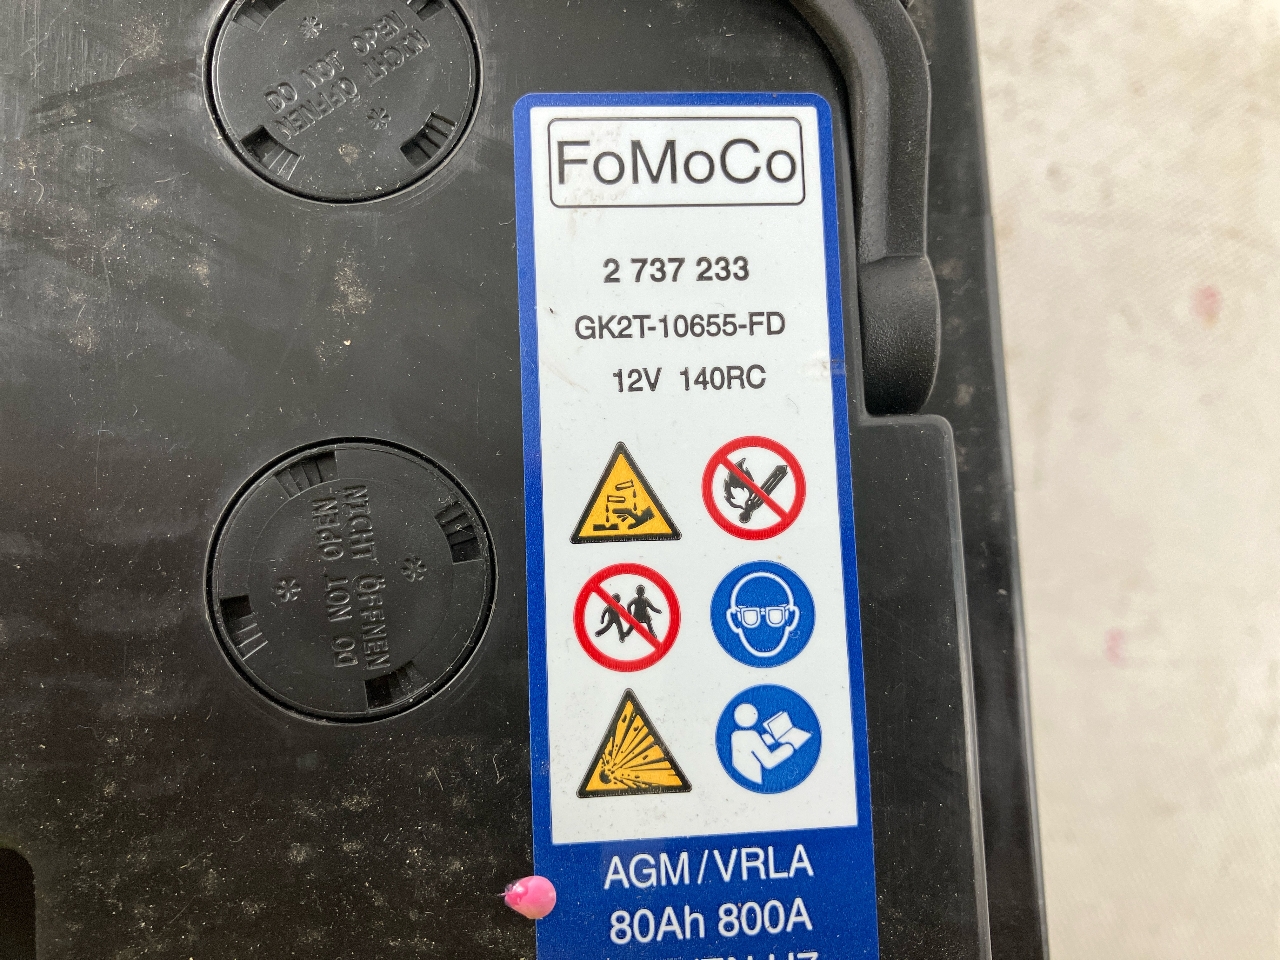 DO NOT
NICHT ÖFFNEN
FoMoCo
2 737 233
GK2T-10655-FD
12V 140RC
DO NOT OPEN
NICHT ÖFFNEN
AGM/VRLA
80Ah 800A